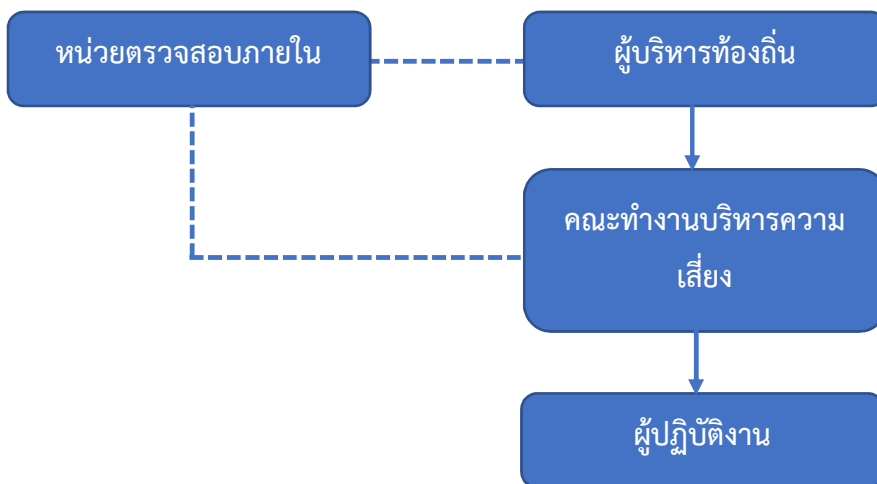 หน่วยตรวจสอบภายใน
ผู้บริหารท้องถิ่น
คณะทำงานบริหารความ
เสี่ยง
ผู้ปฏิบัติงาน